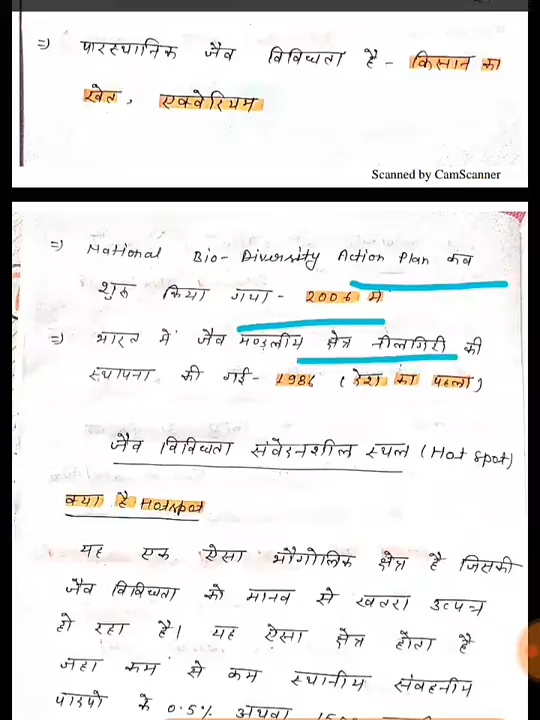 =) पारस्थानिक जैव विविधता है - किसान का
खेत, एक्वेरियम
Scanned by CamScanner
=) National Bio-Diversity Action Plan कब
शुरू किया गया - 2006 में
=) भारत में जैव मण्डलीय क्षेत्र नीलगिरी की
स्थापना की गई - 1986 (देश का पहला)
जैव विविधता संवेदनशील स्थल (Hot Spot)
क्या है Hotspot
यह एक ऐसा भौगोलिक क्षेत्र है जिसकी
जैव विविधता को मानव से खतरा उत्पन्न
हो रहा है। यह ऐसा क्षेत्र होता है
जहा कम से कम स्थानीय संवहनीय
पादपो के 0.5% अथवा